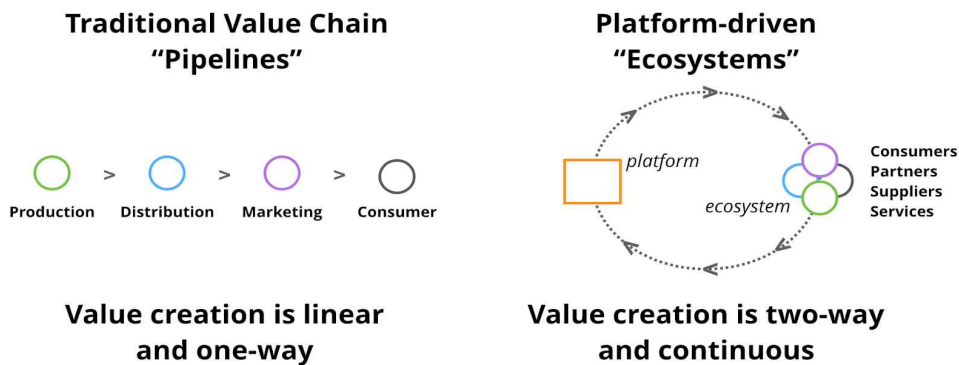 Traditional Value Chain
“Pipelines”
Production > Distribution > Marketing > Consumer
Value creation is linear
and one-way
Platform-driven
“Ecosystems”
platform
ecosystem
Consumers
Partners
Suppliers
Services
Value creation is two-way
and continuous